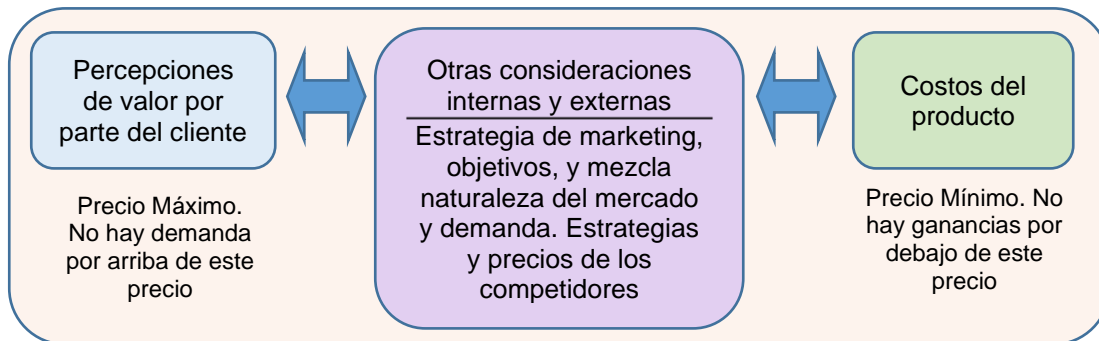 Percepciones
de valor por
parte del cliente
Precio Máximo.
No hay demanda
por arriba de este
precio
Otras consideraciones
internas y externas
Estrategia de marketing,
objetivos, y mezcla
naturaleza del mercado
y demanda. Estrategias
y precios de los
competidores
Costos del
producto
Precio Mínimo. No
hay ganancias por
debajo de este
precio